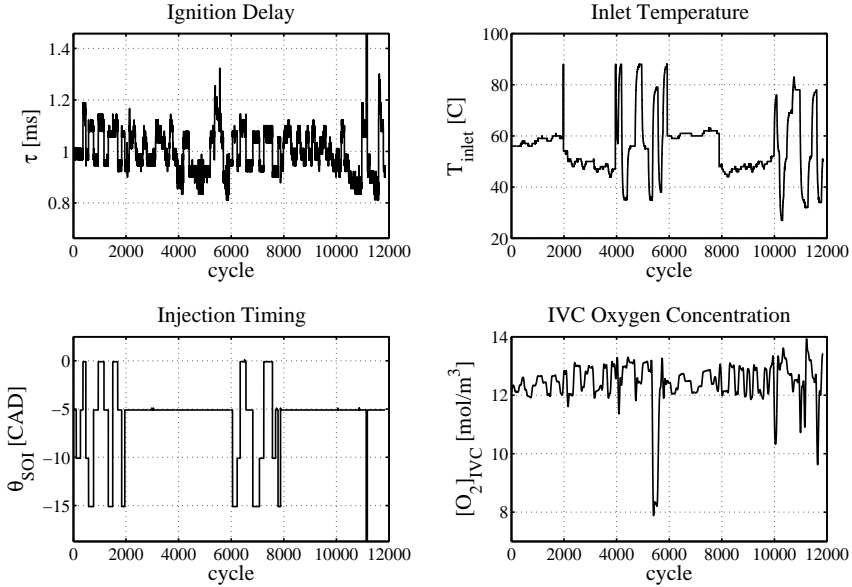 Ignition Delay
τ [ms]
1.4
1.2
1
0.8
0 2000 4000 6000 8000 10000 12000
cycle
Inlet Temperature
T_inlet [C]
100
80
60
40
20
0 2000 4000 6000 8000 10000 12000
cycle
Injection Timing
θ_SOI [CAD]
0
−5
−10
−15
0 2000 4000 6000 8000 10000 12000
cycle
IVC Oxygen Concentration
[O_2]_IVC [mol/m^3]
14
12
10
8
0 2000 4000 6000 8000 10000 12000
cycle